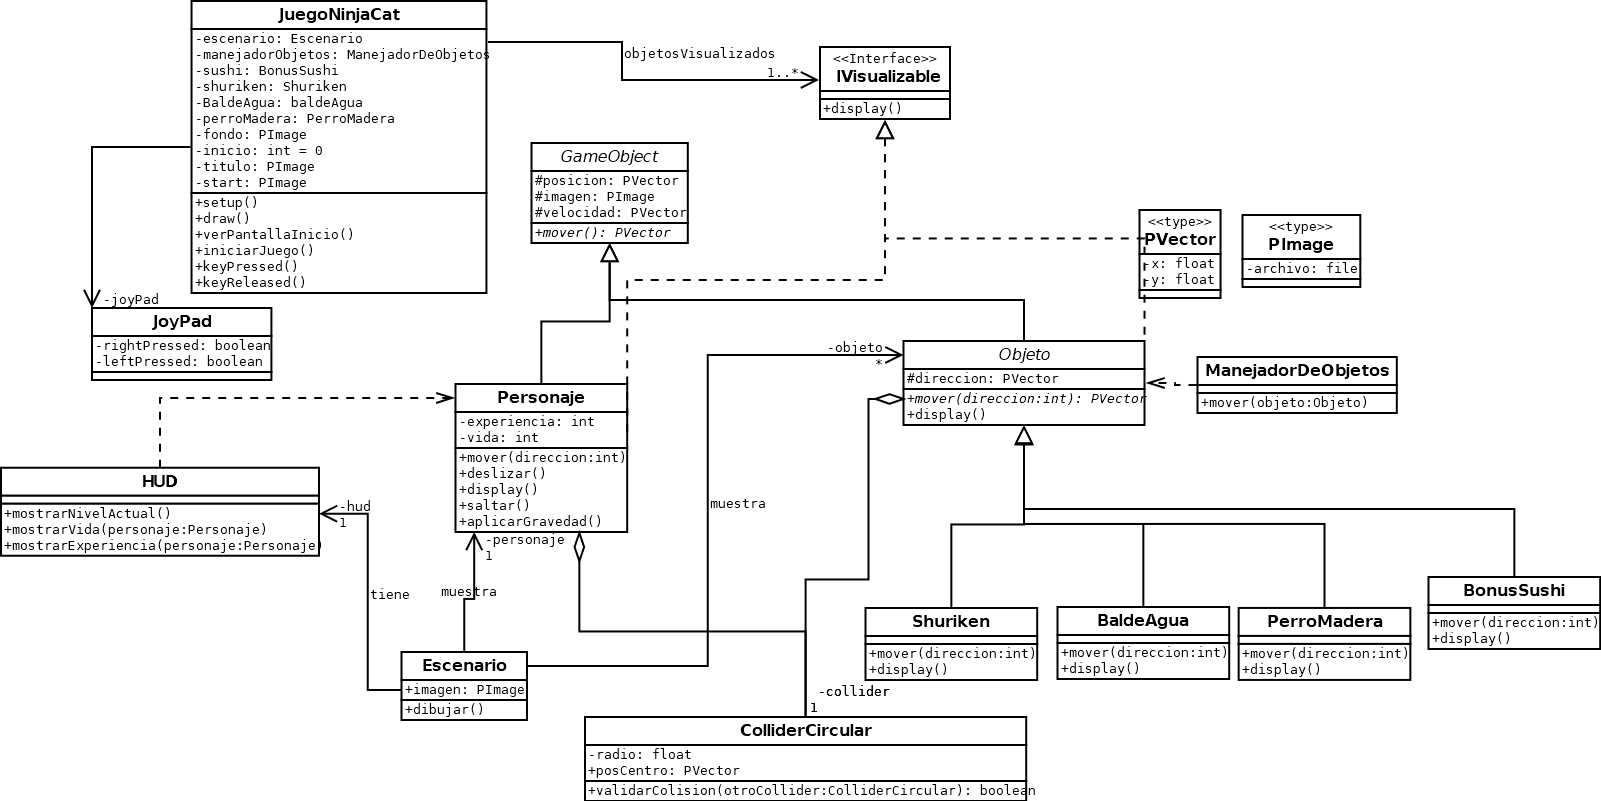 JuegoNinjaCat
-escenario: Escenario
-manejadorObjetos: ManejadorDeObjetos
-sushi: BonusSushi
-shuriken: Shuriken
-BaldeAgua: baldeAgua
-perroMadera: PerroMadera
-fondo: PImage
-inicio: int = 0
-titulo: PImage
-start: PImage
+setup()
+draw()
+verPantallaInicio()
+iniciarJuego()
+keyPressed()
+keyReleased()
objetosVisualizados
1..*
<<Interface>>
IVisualizable
+display()
GameObject
#posicion: PVector
#imagen: PImage
#velocidad: PVector
+mover(): PVector
<<type>>
PVector
-x: float
-y: float
<<type>>
PImage
-archivo: file
-joyPad
JoyPad
-rightPressed: boolean
-leftPressed: boolean
-objeto
*
Objeto
#direccion: PVector
+mover(direccion:int): PVector
+display()
ManejadorDeObjetos
+mover(objeto:Objeto)
Personaje
-experiencia: int
-vida: int
+mover(direccion:int)
+deslizar()
+display()
+saltar()
+aplicarGravedad()
HUD
+mostrarNivelActual()
+mostrarVida(personaje:Personaje)
+mostrarExperiencia(personaje:Personaje)
-hud
1
muestra
-personaje
1
tiene
muestra
Shuriken
+mover(direccion:int)
+display()
BaldeAgua
+mover(direccion:int)
+display()
PerroMadera
+mover(direccion:int)
+display()
BonusSushi
+mover(direccion:int)
+display()
Escenario
+imagen: PImage
+dibujar()
-collider
1
ColliderCircular
-radio: float
+posCentro: PVector
+validarColision(otroCollider:ColliderCircular): boolean